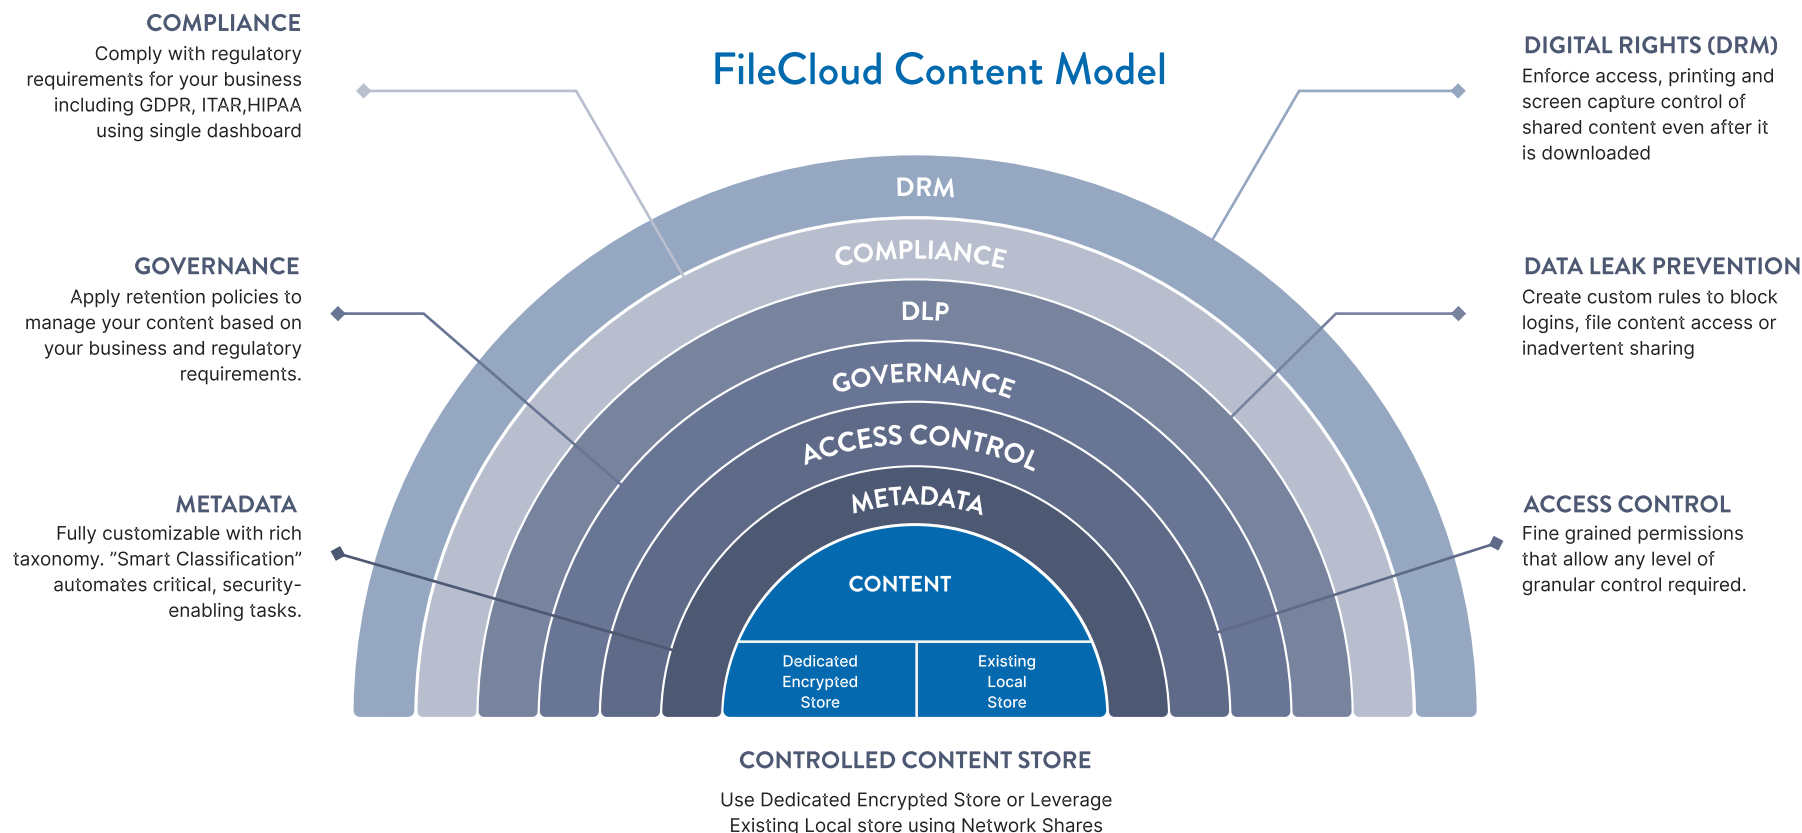 FileCloud Content Model
COMPLIANCE
Comply with regulatory
requirements for your business
including GDPR, ITAR,HIPAA
using single dashboard
GOVERNANCE
Apply retention policies to
manage your content based on
your business and regulatory
requirements.
METADATA
Fully customizable with rich
taxonomy. ”Smart Classification”
automates critical, security-
enabling tasks.
DRM
COMPLIANCE
DLP
GOVERNANCE
ACCESS CONTROL
METADATA
CONTENT
Dedicated
Encrypted
Store
Existing
Local
Store
DIGITAL RIGHTS (DRM)
Enforce access, printing and
screen capture control of
shared content even after it
is downloaded
DATA LEAK PREVENTION
Create custom rules to block
logins, file content access or
inadvertent sharing
ACCESS CONTROL
Fine grained permissions
that allow any level of
granular control required.
CONTROLLED CONTENT STORE
Use Dedicated Encrypted Store or Leverage
Existing Local store using Network Shares